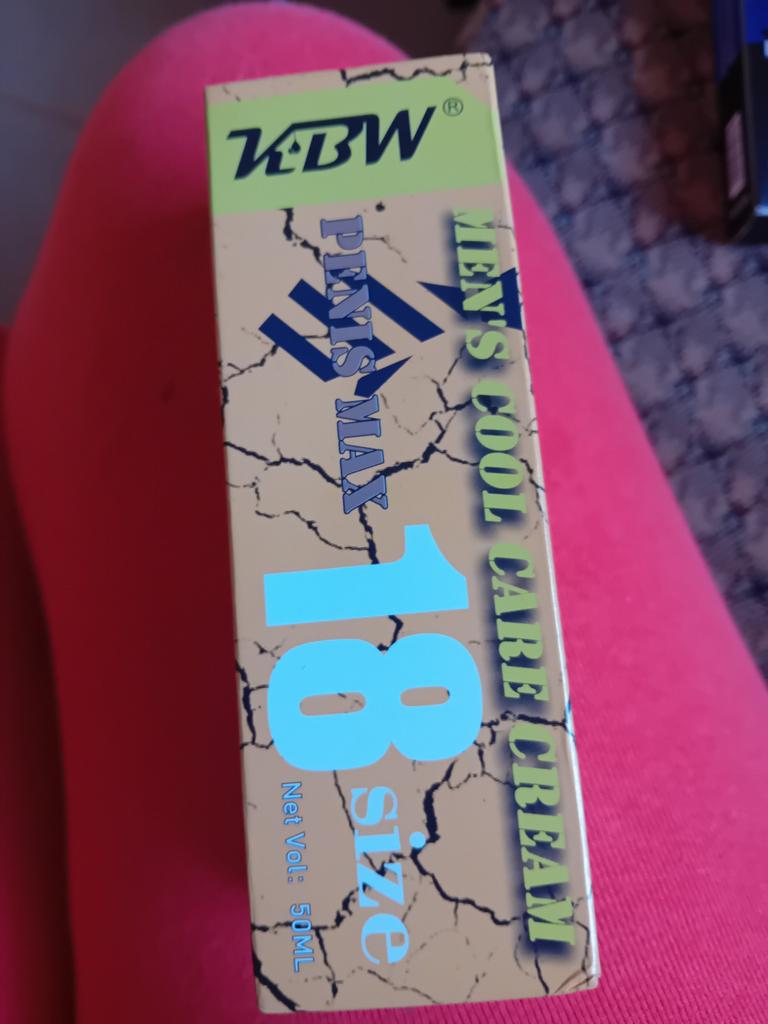 KBW®
MEN'S COOL CARE CREAM
PENIS MAX
18
size
Net Vol: 50ML